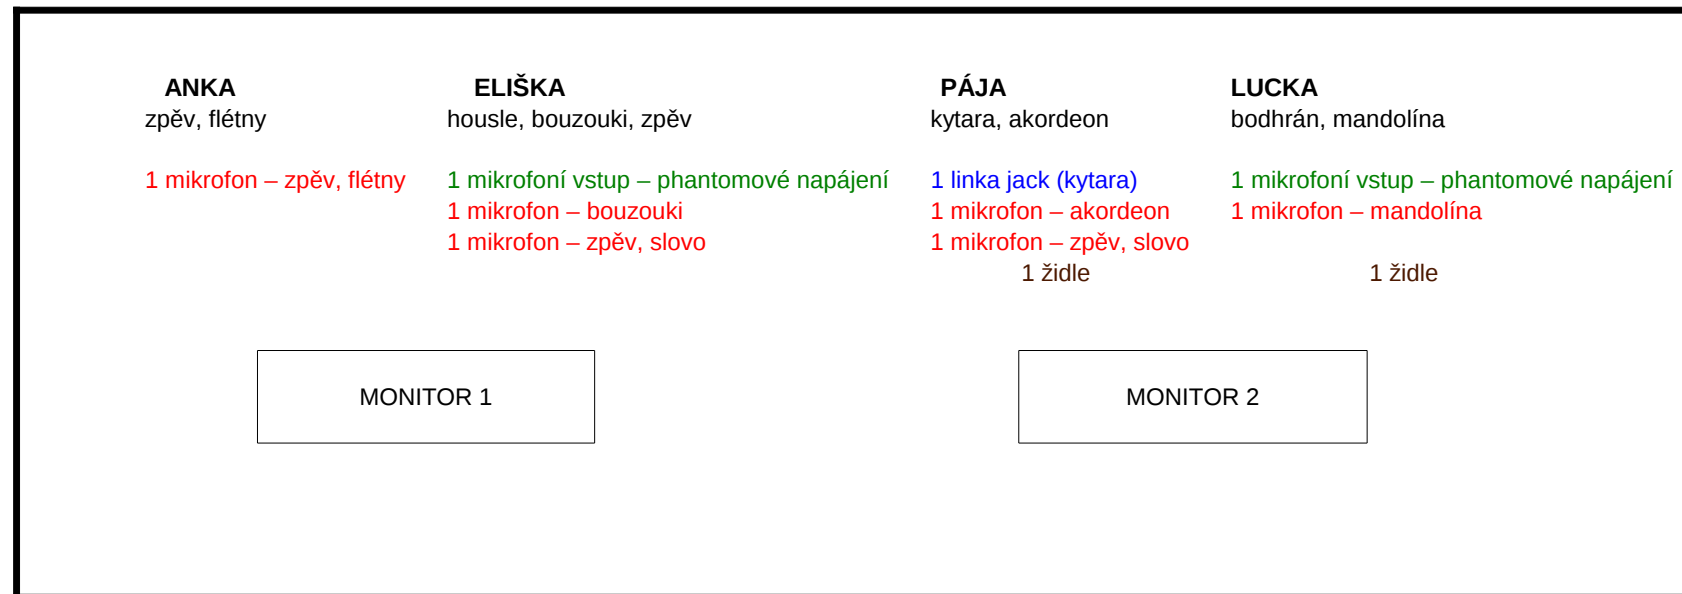 ANKA
zpěv, flétny
1 mikrofon – zpěv, flétny
ELIŠKA
housle, bouzouki, zpěv
1 mikrofoní vstup – phantomové napájení
1 mikrofon – bouzouki
1 mikrofon – zpěv, slovo
PÁJA
kytara, akordeon
1 linka jack (kytara)
1 mikrofon – akordeon
1 mikrofon – zpěv, slovo
1 židle
LUCKA
bodhrán, mandolína
1 mikrofoní vstup – phantomové napájení
1 mikrofon – mandolína
1 židle
MONITOR 1
MONITOR 2